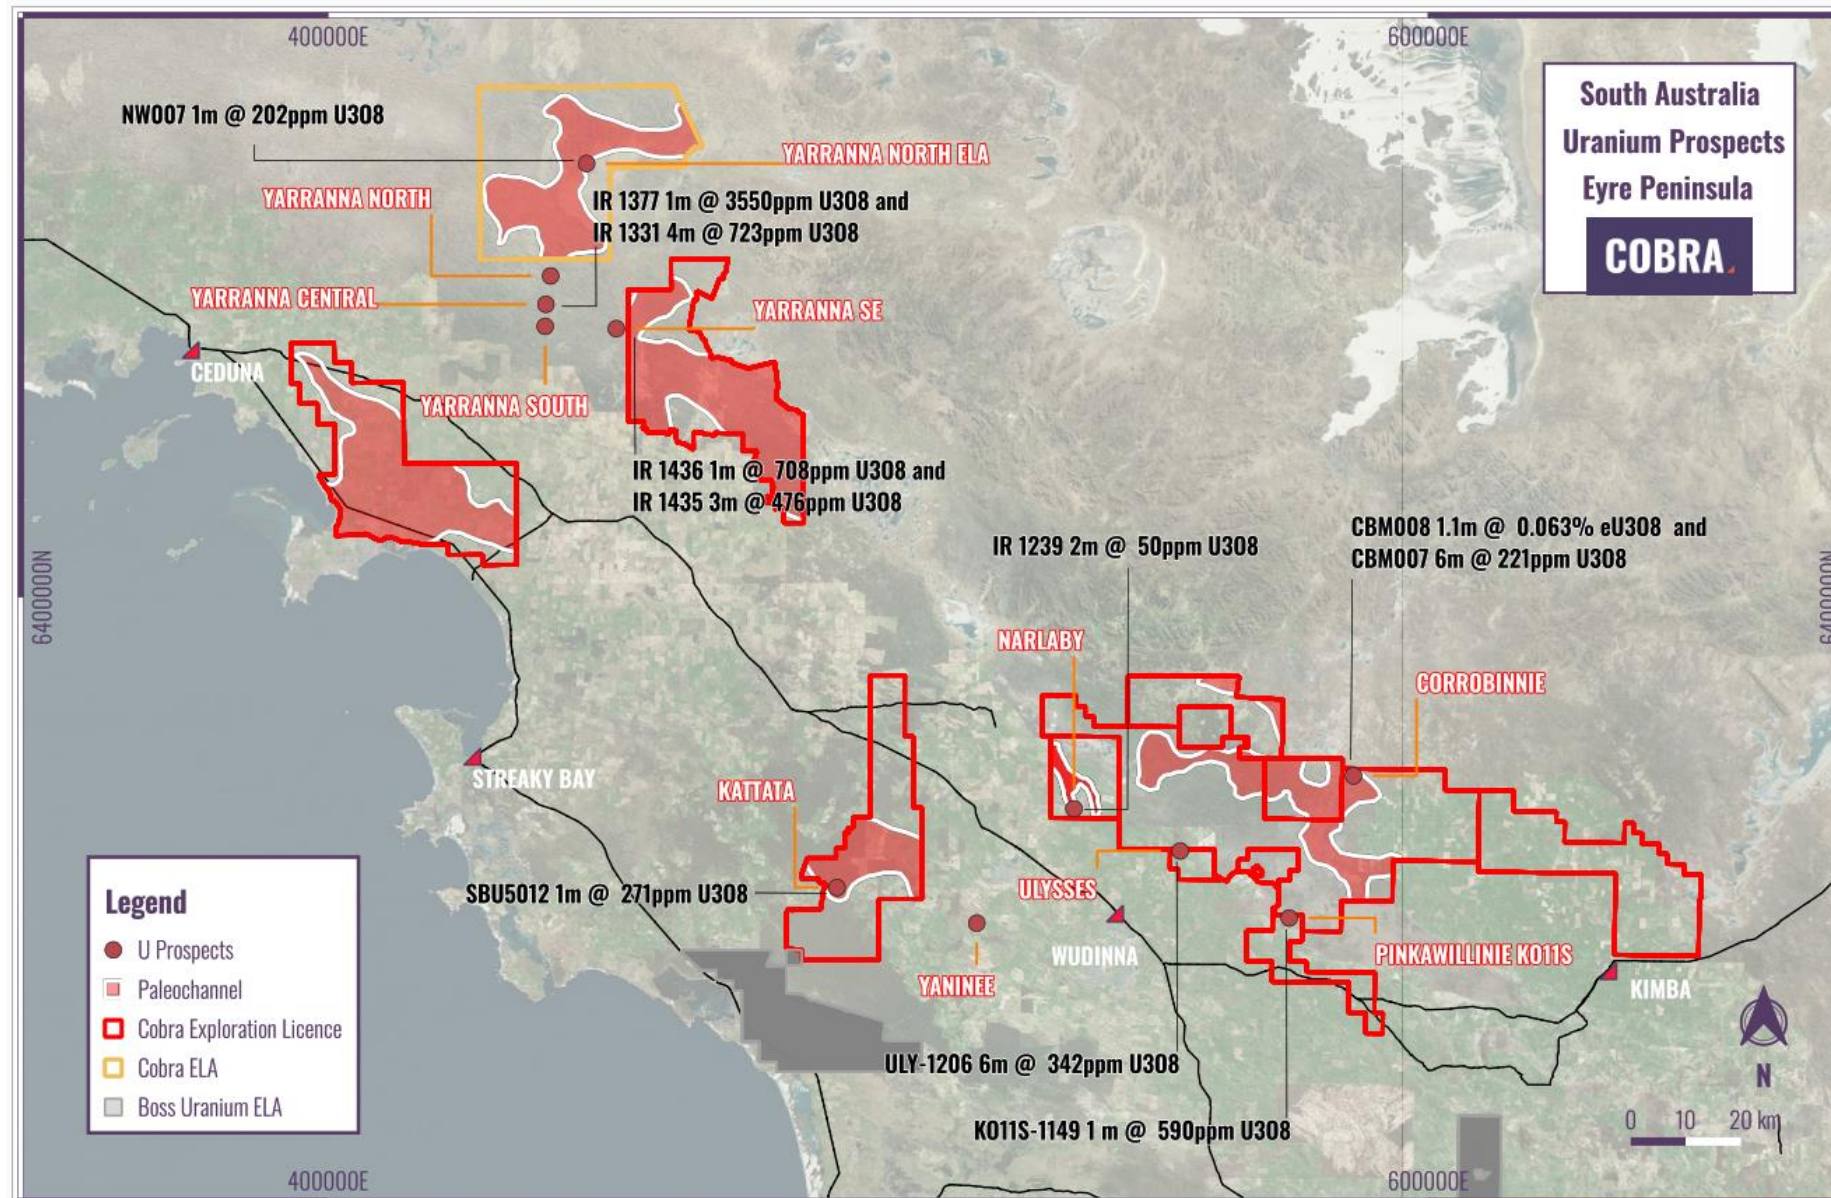 400000E
600000E
South Australia
Uranium Prospects
Eyre Peninsula
COBRA.
NW007 1m @ 202ppm U308
YARRANNA NORTH ELA
YARRANNA NORTH
IR 1377 1m @ 3550ppm U308 and
IR 1331 4m @ 723ppm U308
YARRANNA CENTRAL
YARRANNA SE
CEDUNA
YARRANNA SOUTH
IR 1436 1m @ 708ppm U308 and
IR 1435 3m @ 476ppm U308
IR 1239 2m @ 50ppm U308
CBM008 1.1m @ 0.063% eU308 and
CBM007 6m @ 221ppm U308
6400000N
6400000N
NARLABY
CORROBINNIE
STREAKY BAY
KATTATA
SBU5012 1m @ 271ppm U308
ULYSSES
WUDINNA
PINKAWILLINIE K011S
YANINEE
KIMBA
Legend
U Prospects
Paleochannel
Cobra Exploration Licence
Cobra ELA
Boss Uranium ELA
ULY-1206 6m @ 342ppm U308
K011S-1149 1 m @ 590ppm U308
N
0 10 20 km
400000E
600000E